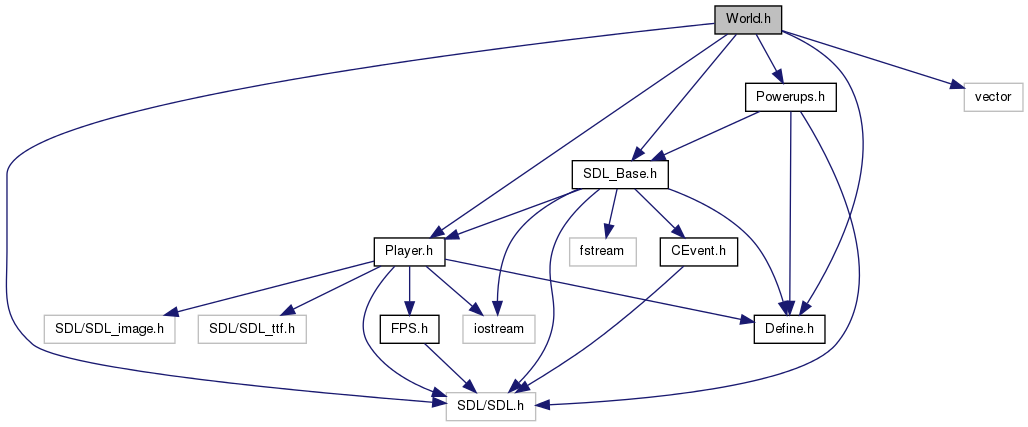 World.h
Powerups.h
vector
SDL_Base.h
Player.h
fstream
CEvent.h
SDL/SDL_image.h
SDL/SDL_ttf.h
FPS.h
iostream
Define.h
SDL/SDL.h